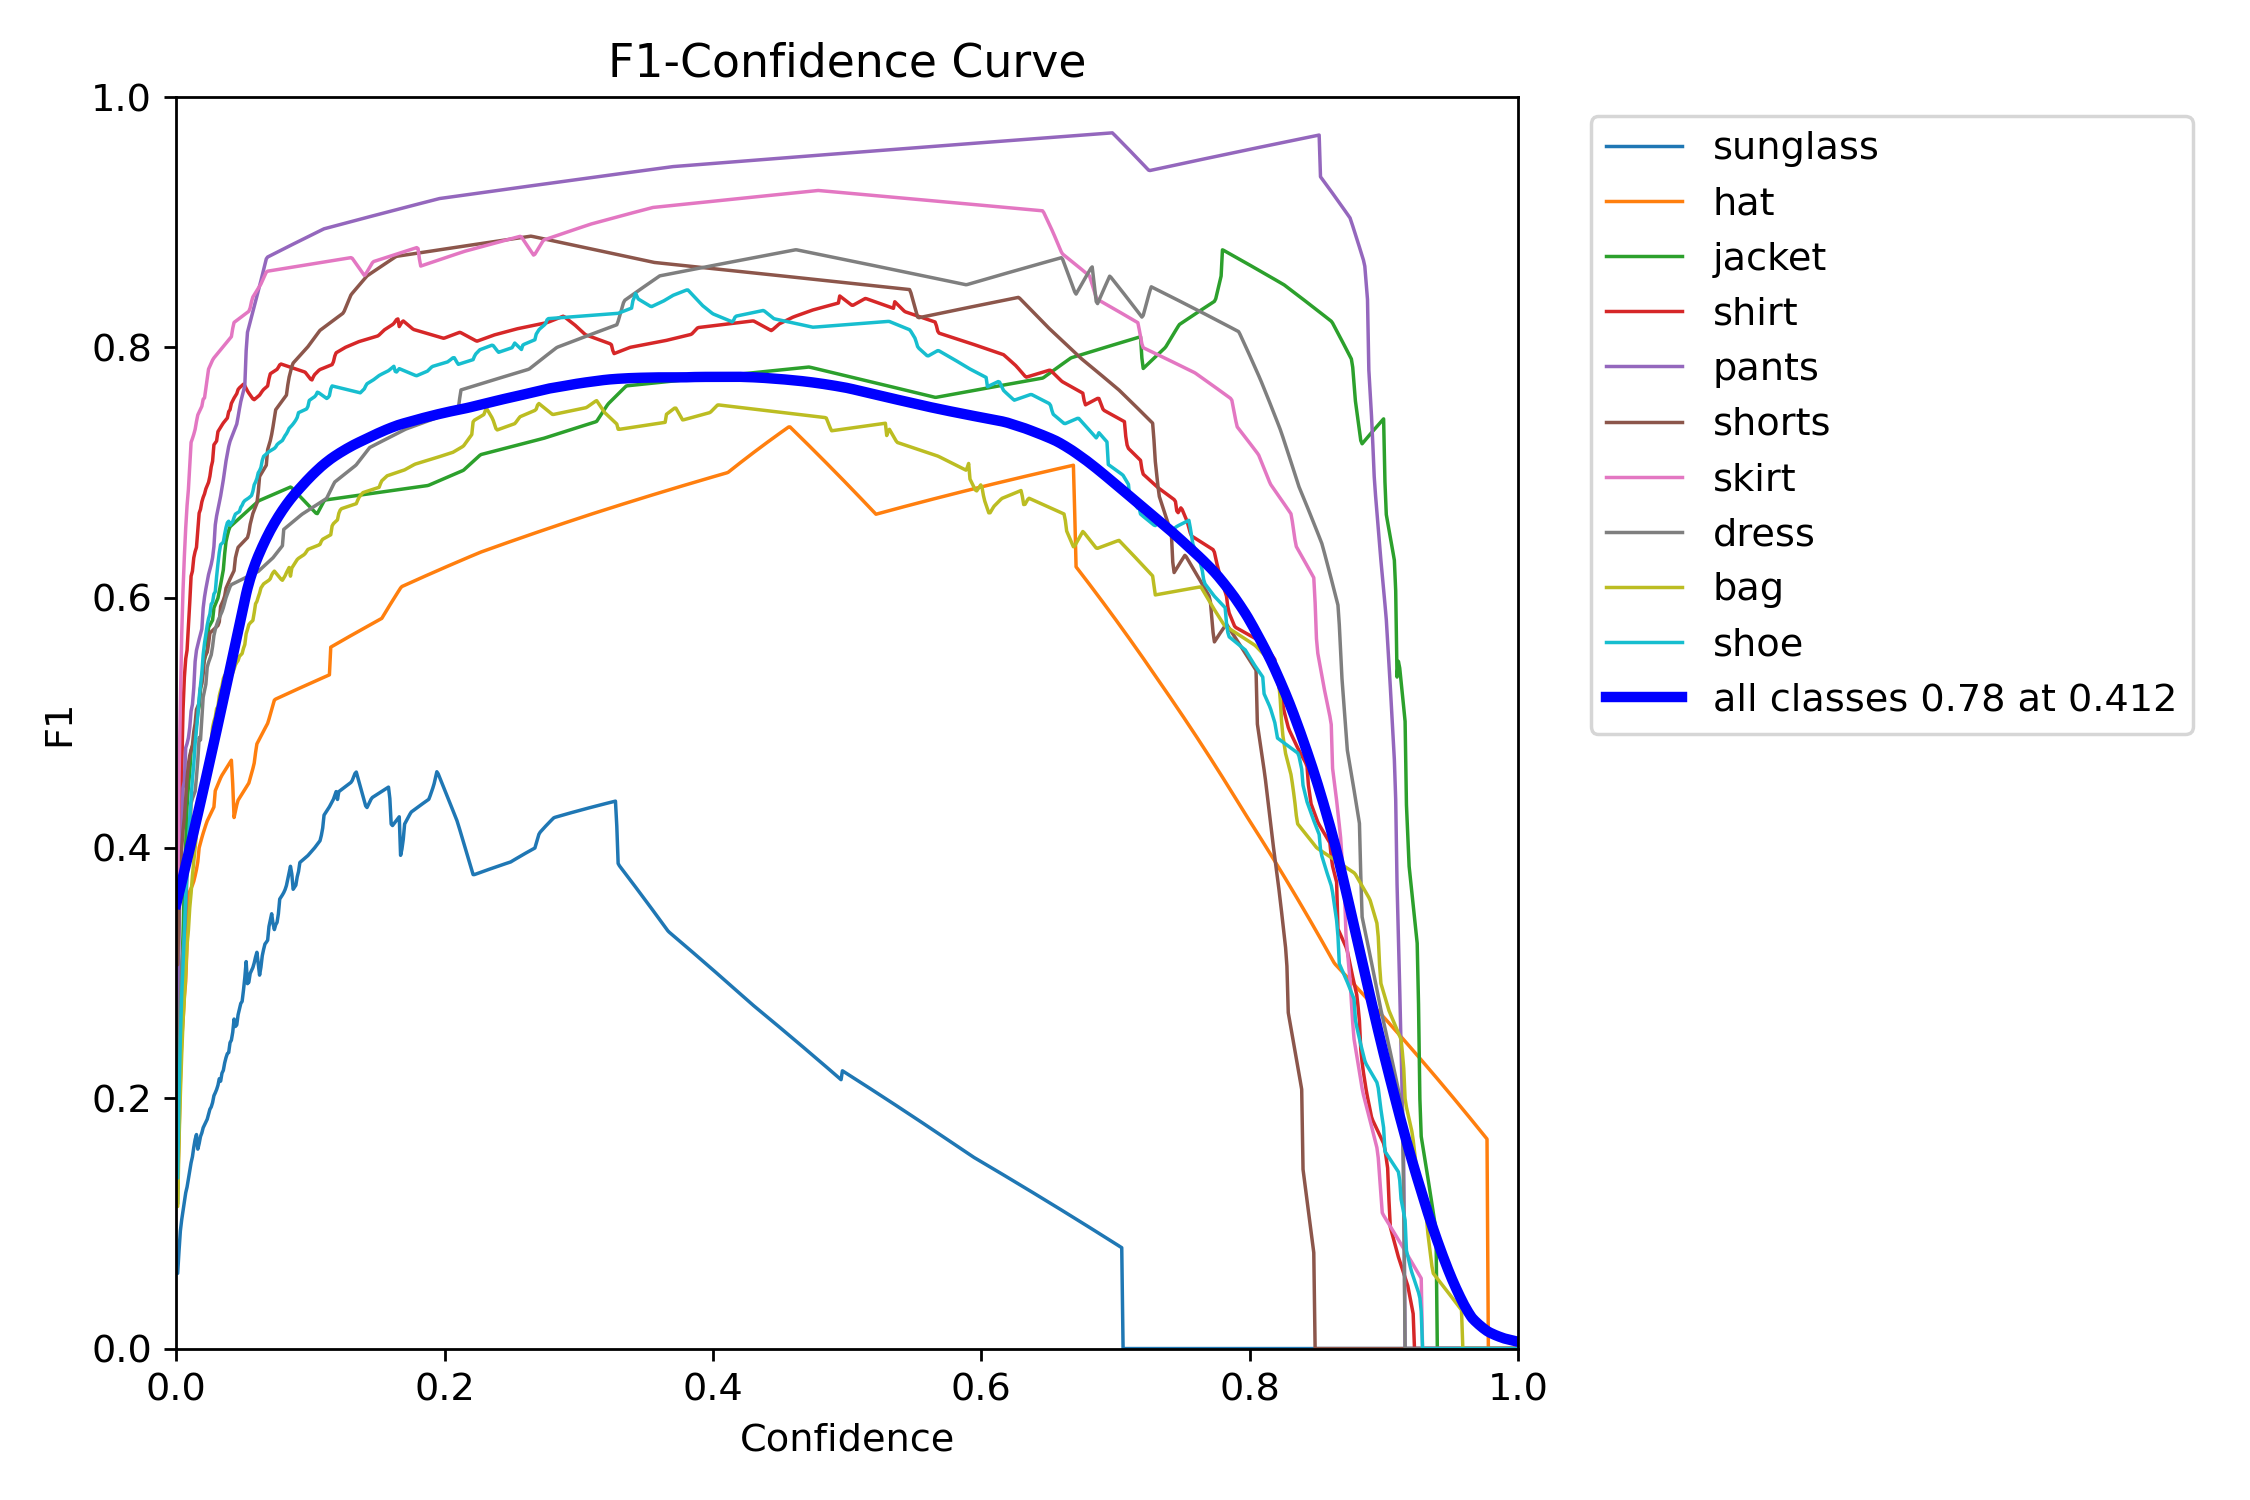 F1-Confidence Curve
1.0
0.8
0.6
0.4
0.2
0.0
F1
0.0 0.2 0.4 0.6 0.8 1.0
Confidence
sunglass
hat
jacket
shirt
pants
shorts
skirt
dress
bag
shoe
all classes 0.78 at 0.412